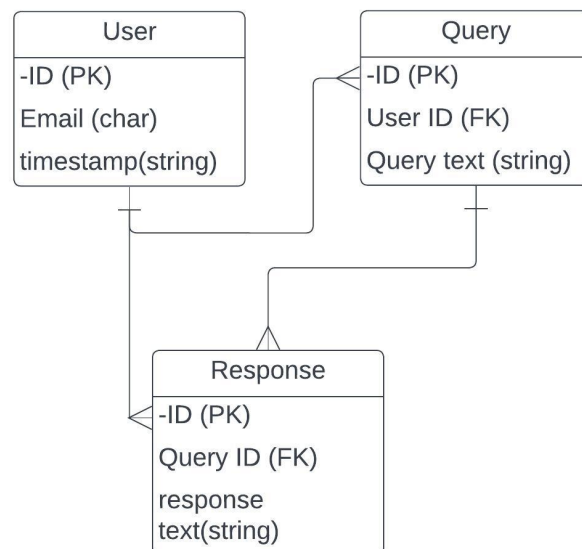 User
-ID (PK)
Email (char)
timestamp(string)
Query
-ID (PK)
User ID (FK)
Query text (string)
Response
-ID (PK)
Query ID (FK)
response
text(string)